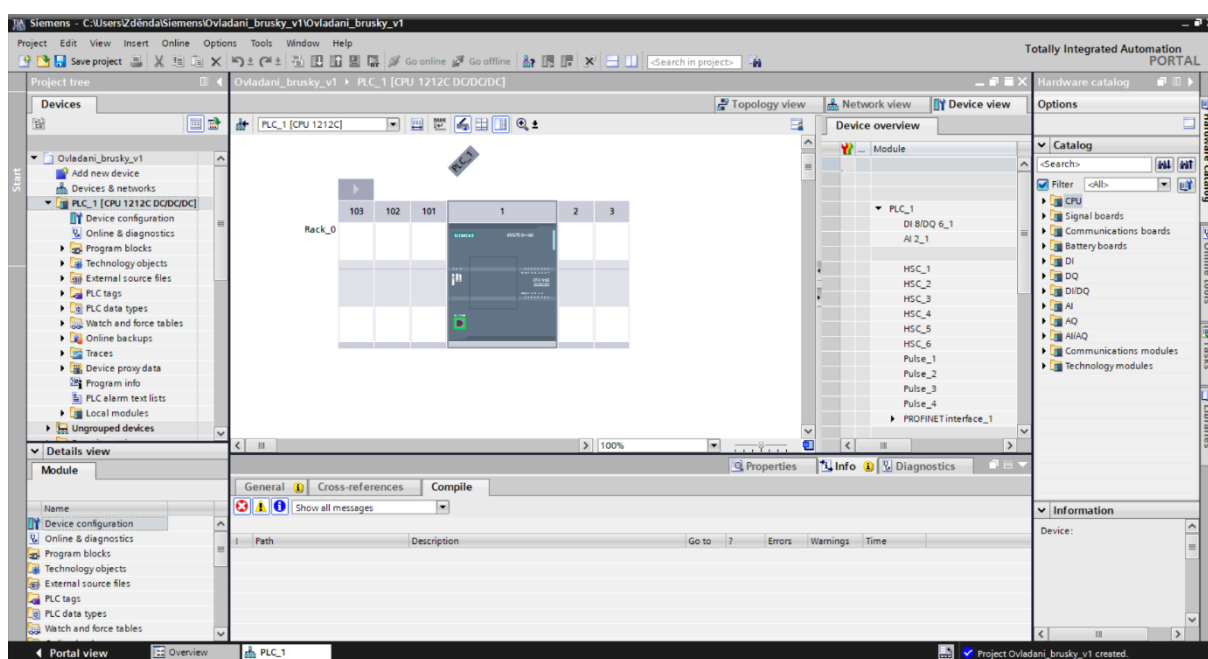 Siemens - C:\Users\Zděnda\Siemens\Ovladani_brusky_v1\Ovladani_brusky_v1
Project Edit View Insert Online Options Tools Window Help
Totally Integrated Automation
PORTAL
Save project Go online Go offline <Search in project>
Project tree
Ovladani_brusky_v1 PLC_1 [CPU 1212C DC/DC/DC]
Hardware catalog
Devices
Topology view Network view Device view
Options
PLC_1 [CPU 1212C]
Device overview
Start
Ovladani_brusky_v1
Add new device
Devices & networks
PLC_1 [CPU 1212C DC/DC/DC]
Device configuration
Online & diagnostics
Program blocks
Technology objects
External source files
PLC tags
PLC data types
Watch and force tables
Online backups
Traces
Device proxy data
Program info
PLC alarm text lists
Local modules
Ungrouped devices
PLC_1
103 102 101 1 2 3
Rack_0
SIEMENS
100%
... Module
PLC_1
DI 8/DQ 6_1
AI 2_1
HSC_1
HSC_2
HSC_3
HSC_4
HSC_5
HSC_6
Pulse_1
Pulse_2
Pulse_3
Pulse_4
PROFINET interface_1
Catalog
<Search>
Filter <All>
CPU
Signal boards
Communications boards
Battery boards
DI
DQ
DI/DQ
AI
AQ
AI/AQ
Communications modules
Technology modules
Hardware catalog
Online tools
Tasks
Libraries
Details view
Module
Name
Device configuration
Online & diagnostics
Program blocks
Technology objects
External source files
PLC tags
PLC data types
Watch and force tables
Properties Info Diagnostics
General Cross-references Compile
Show all messages
! Path Description Go to ? Errors Warnings Time
Information
Device:
Portal view Overview PLC_1
Project Ovladani_brusky_v1 created.